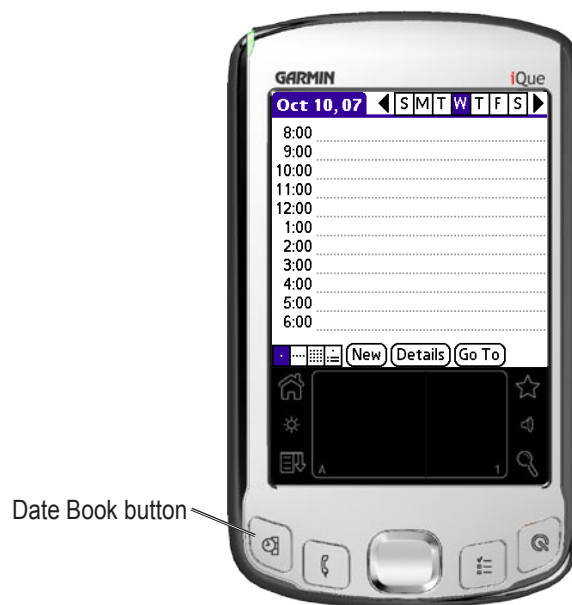 GARMIN iQue
Oct 10, 07 S M T W T F S
8:00
9:00
10:00
11:00
12:00
1:00
2:00
3:00
4:00
5:00
6:00
New Details Go To
A 1
Date Book button